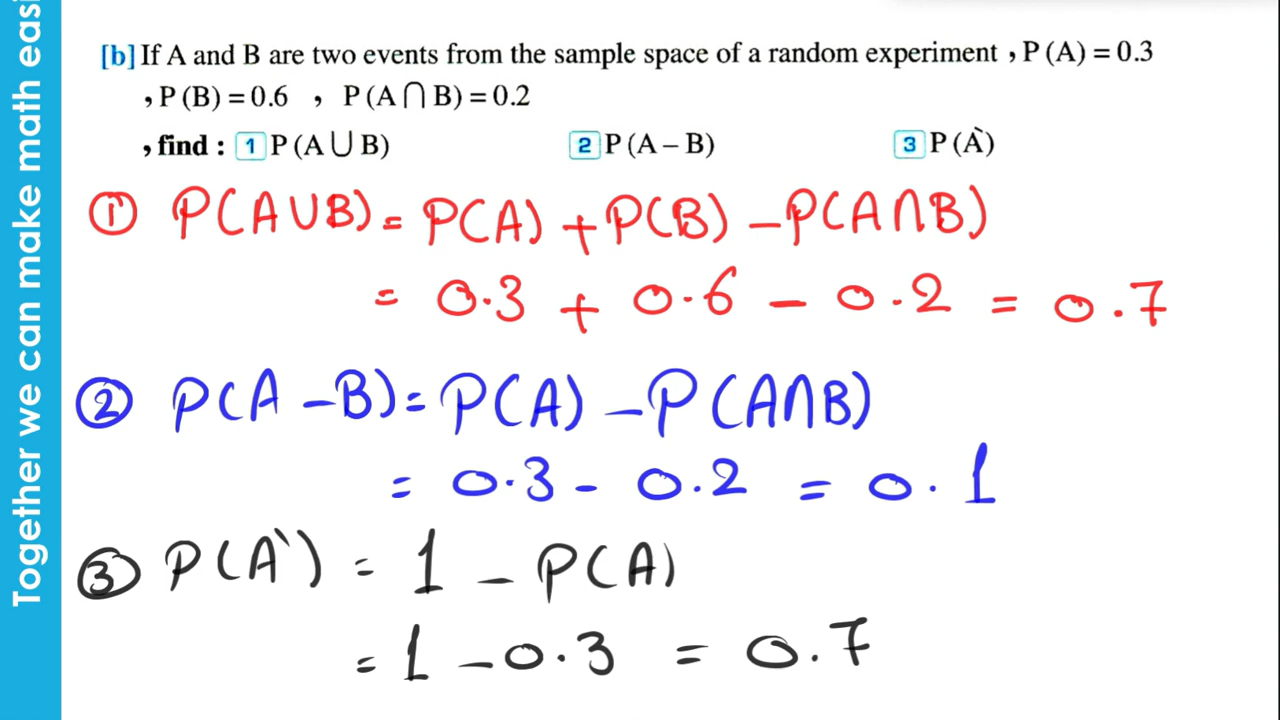 Together we can make math easi
[b] If A and B are two events from the sample space of a random experiment , P (A) = 0.3
, P (B) = 0.6 , P (A ⋂ B) = 0.2
, find : 1 P (A ⋃ B) 2 P (A – B) 3 P (À)
① P(A∪B) = P(A) + P(B) – P(A∩B)
= 0.3 + 0.6 – 0.2 = 0.7
② P(A – B) = P(A) – P(A∩B)
= 0.3 - 0.2 = 0.1
③ P(A`) = 1 – P(A)
= 1 – 0.3 = 0.7